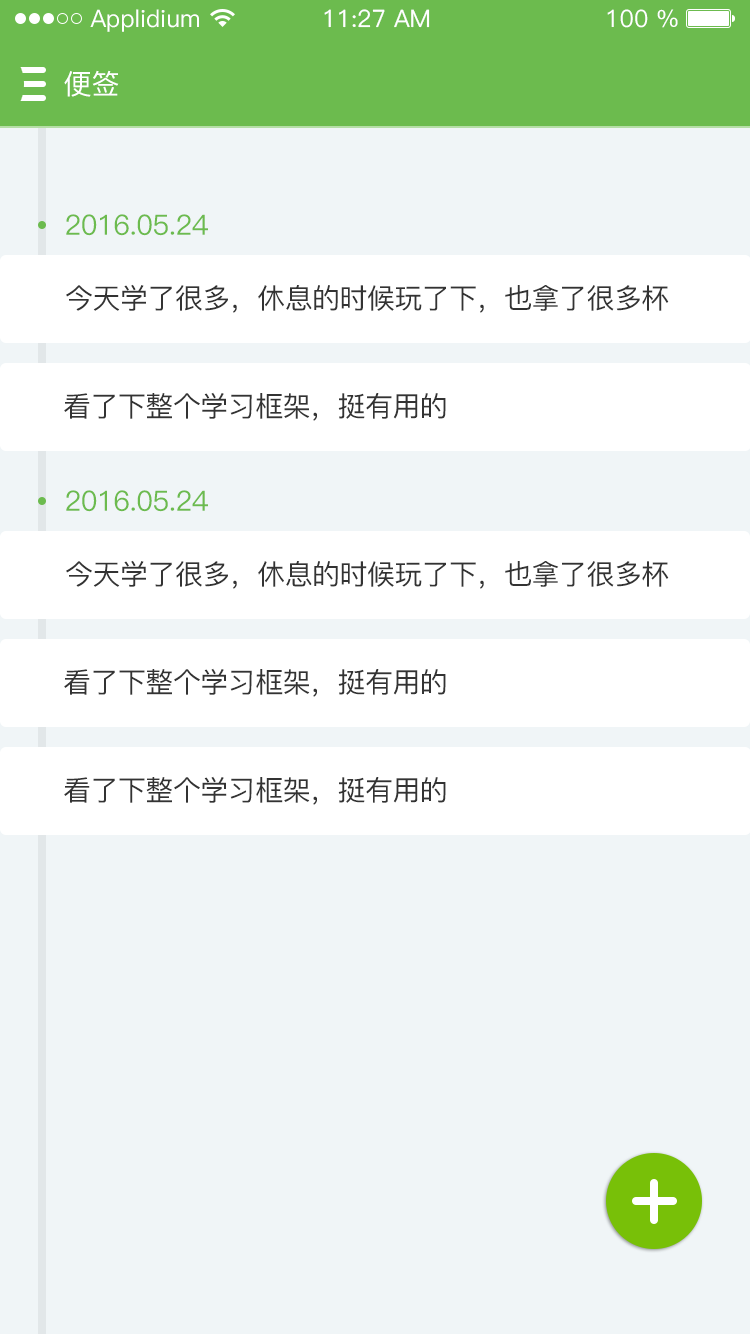 Applidium 11:27 AM 100 %
便签
2016.05.24
今天学了很多，休息的时候玩了下，也拿了很多杯
看了下整个学习框架，挺有用的
2016.05.24
今天学了很多，休息的时候玩了下，也拿了很多杯
看了下整个学习框架，挺有用的
看了下整个学习框架，挺有用的